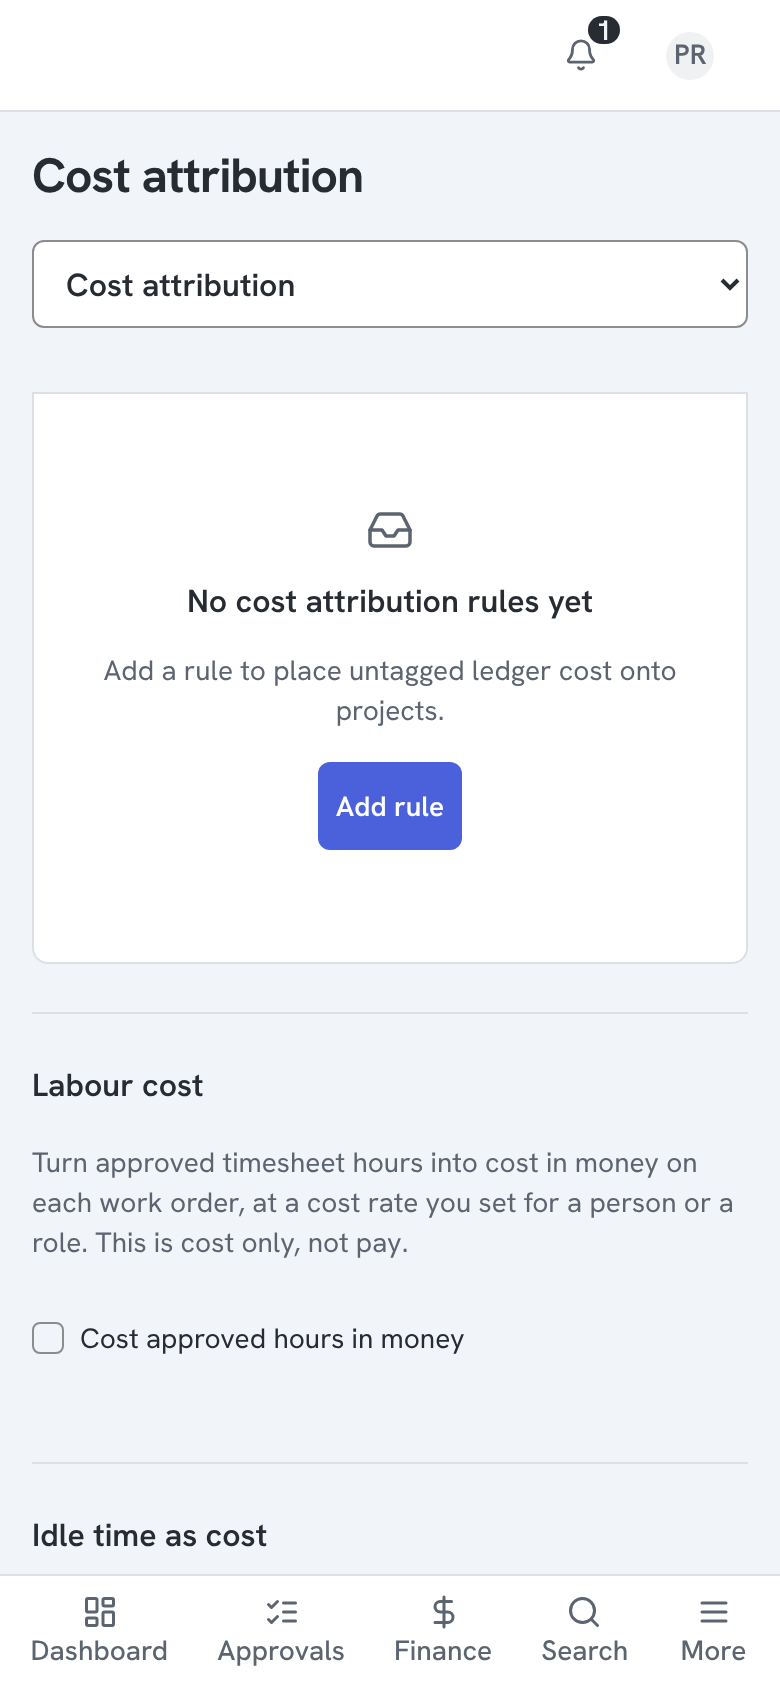 1
PR
Cost attribution
Cost attribution
No cost attribution rules yet
Add a rule to place untagged ledger cost onto
projects.
Add rule
Labour cost
Turn approved timesheet hours into cost in money on
each work order, at a cost rate you set for a person or a
role. This is cost only, not pay.
Cost approved hours in money
Idle time as cost
Dashboard
Approvals
Finance
Search
More